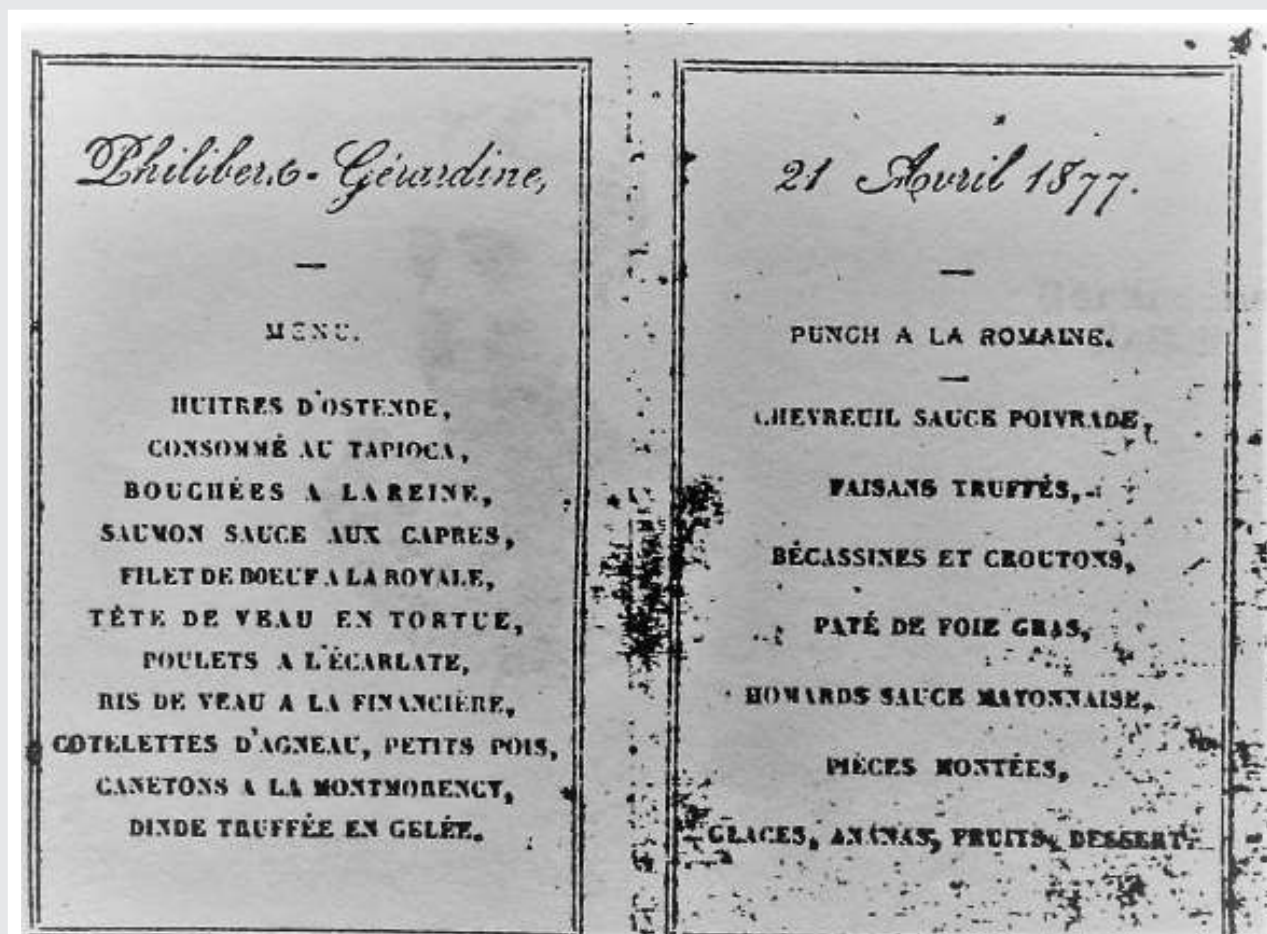 Philibert-Gérardine,
MENU.
HUITRES D'OSTENDE,
CONSOMMÉ AU TAPIOCA,
BOUCHÉES A LA REINE,
SAUMON SAUCE AUX CAPRES,
FILET DE BOEUF A LA ROYALE,
TÊTE DE VEAU EN TORTUE,
POULETS A L'ÉCARLATE,
RIS DE VEAU A LA FINANCIÈRE,
COTELETTES D'AGNEAU, PETITS POIS,
CANETONS A LA MONTMORENCY,
DINDE TRUFFÉE EN GELÉE.
21 Avril 1877.
PUNCH A LA ROMAINE.
CHEVREUIL SAUCE POIVRADE,
FAISANS TRUFFÉS,
BÉCASSINES ET CROUTONS,
PATÉ DE FOIE GRAS,
HOMARDS SAUCE MAYONNAISE,
PIÈCES MONTÉES,
GLACES, ANANAS, FRUITS, DESSERT.